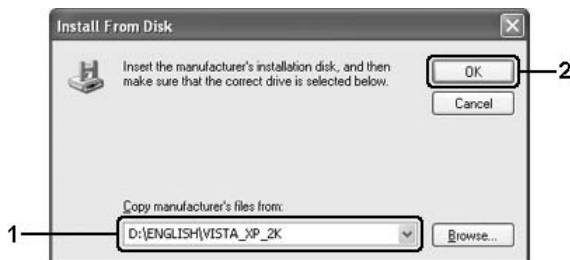 Install From Disk
Insert the manufacturer's installation disk, and then
make sure that the correct drive is selected below.
OK
2
Cancel
Copy manufacturer's files from:
1
D:\ENGLISH\VISTA_XP_2K
Browse...